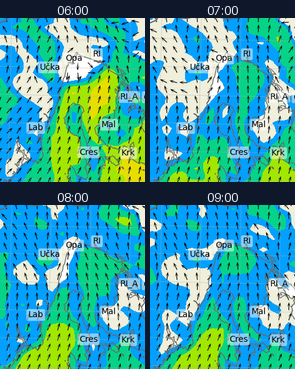 06:00
07:00
RI
Opa
Učka
RI_A
Lab
Mal
Cres
Krk
RI
Opa
Učka
RI_A
Lab
Mal
Cres
Krk
08:00
09:00
RI
Opa
Učka
RI_A
Lab
Mal
Cres
Krk
RI
Opa
Učka
RI_A
Lab
Mal
Cres
Krk